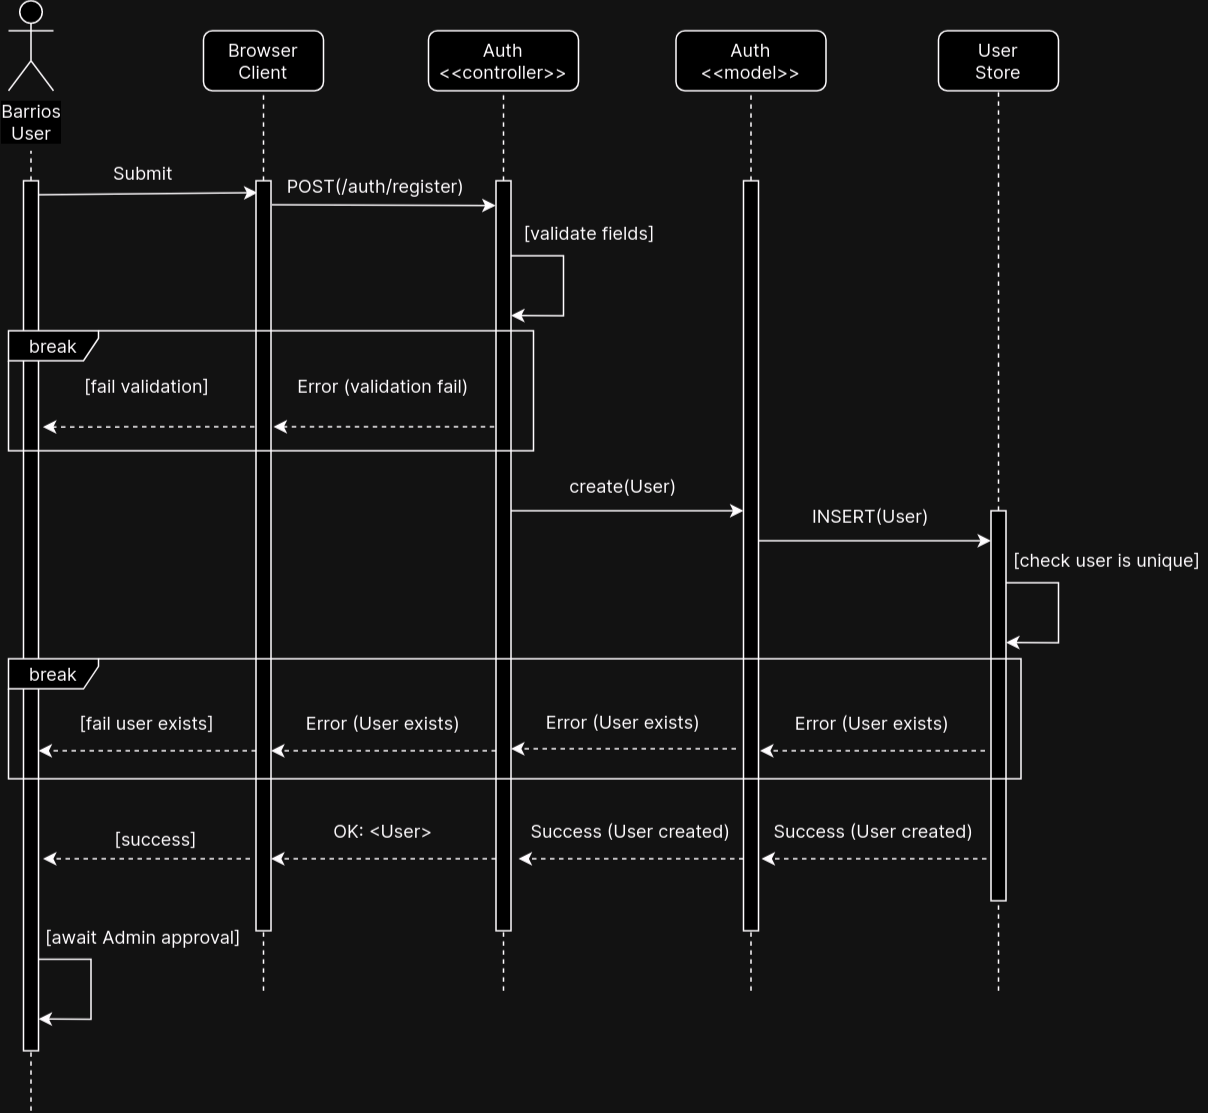 Barrios
User
Browser
Client
Auth
<<controller>>
Auth
<<model>>
User
Store
Submit
POST(/auth/register)
[validate fields]
break
[fail validation]
Error (validation fail)
create(User)
INSERT(User)
[check user is unique]
break
[fail user exists]
Error (User exists)
Error (User exists)
Error (User exists)
[success]
OK: <User>
Success (User created)
Success (User created)
[await Admin approval]